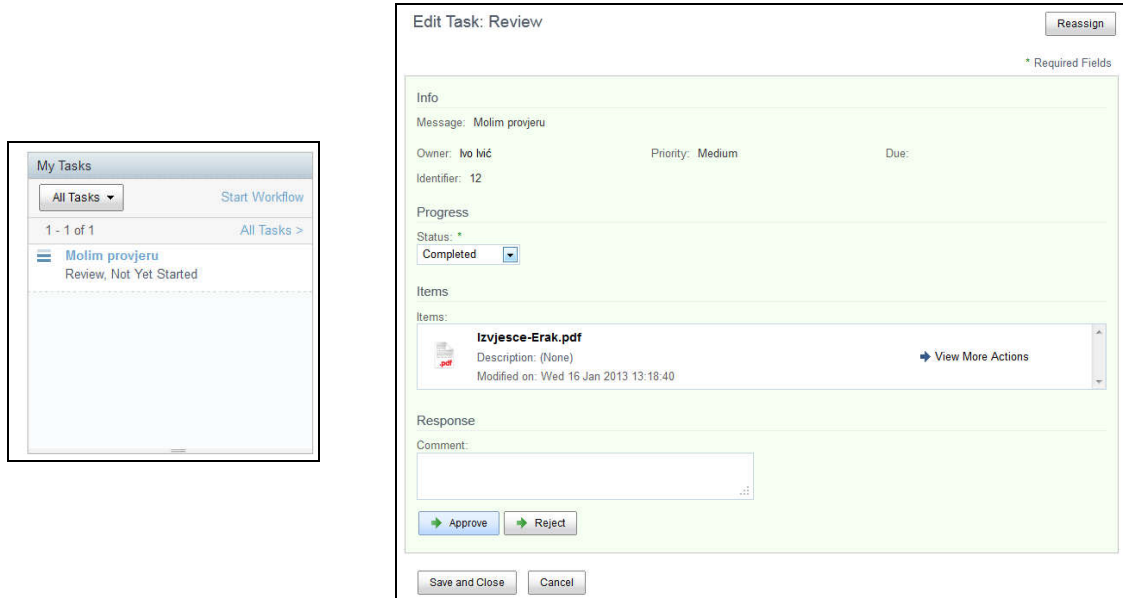 My Tasks
All Tasks
Start Workflow
1 - 1 of 1
All Tasks >
Molim provjeru
Review, Not Yet Started
Edit Task: Review
Reassign
* Required Fields
Info
Message: Molim provjeru
Owner: Ivo Ivić Priority: Medium Due:
Identifier: 12
Progress
Status: *
Completed
Items
Items:
Izvjesce-Erak.pdf
.pdf
Description: (None)
View More Actions
Modified on: Wed 16 Jan 2013 13:18:40
Response
Comment:
Approve Reject
Save and Close Cancel